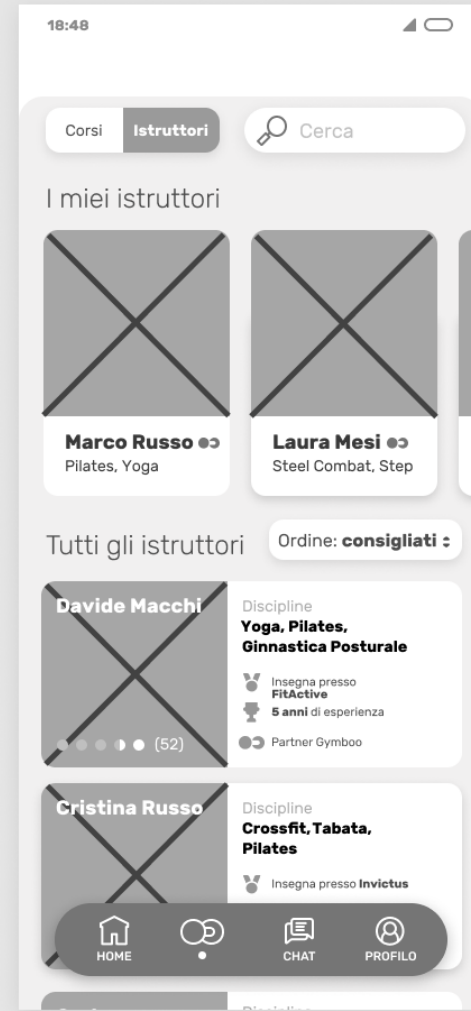 18:48
Corsi
Istruttori
Cerca
I miei istruttori
Marco Russo
Pilates, Yoga
Laura Mesi
Steel Combat, Step
Tutti gli istruttori
Ordine: consigliati
Davide Macchi
(52)
Discipline
Yoga, Pilates,
Ginnastica Posturale
Insegna presso
FitActive
5 anni di esperienza
Partner Gymboo
Cristina Russo
Discipline
Crossfit, Tabata,
Pilates
Insegna presso Invictus
HOME
CHAT
PROFILO
Discipline